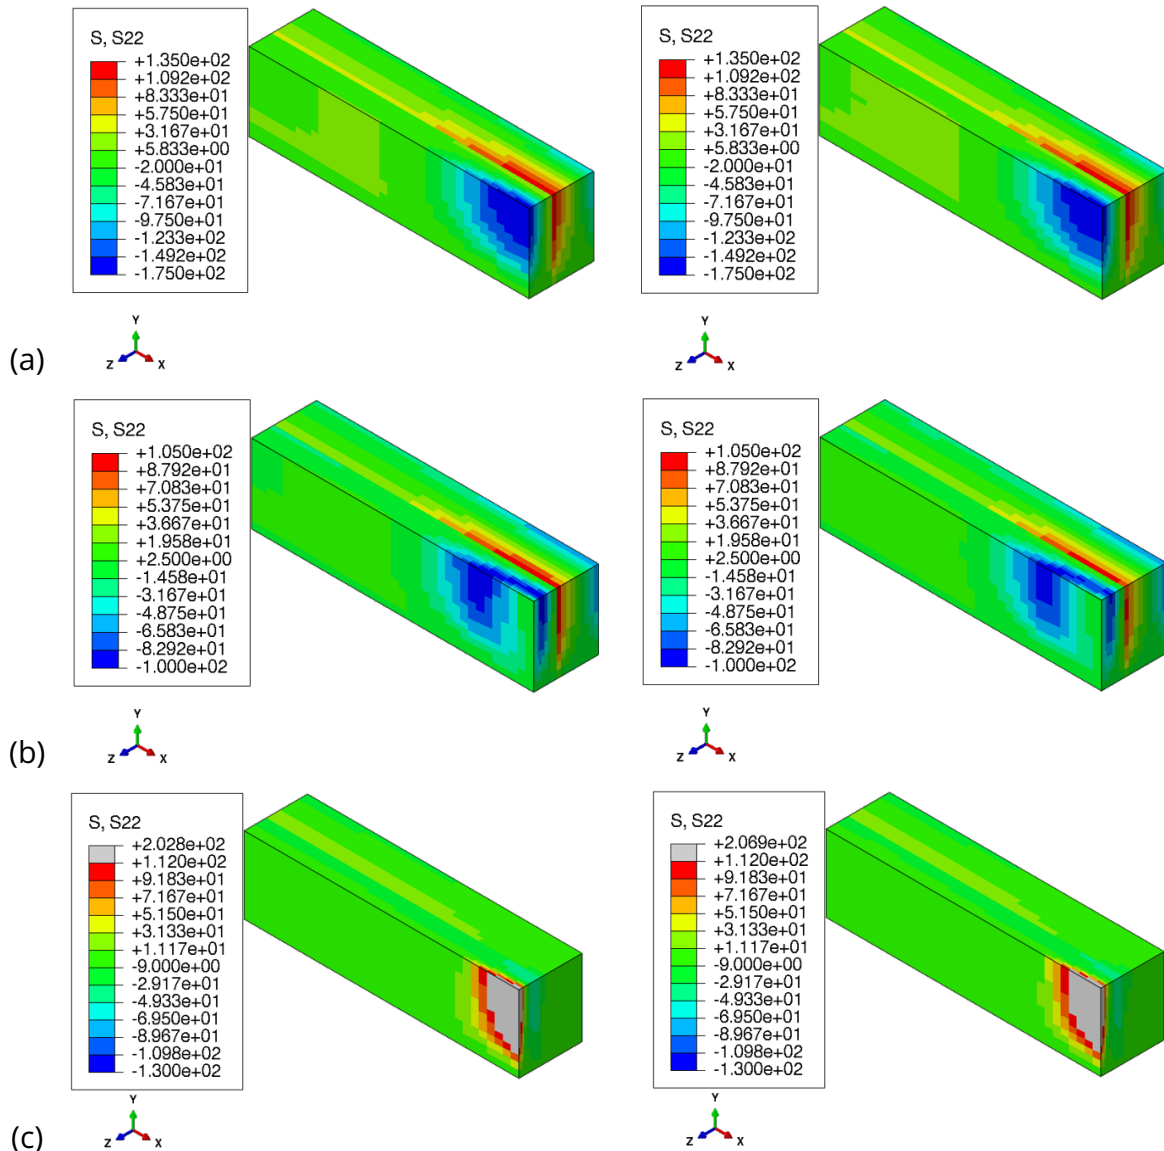 S, S22
+1.350e+02
+1.092e+02
+8.333e+01
+5.750e+01
+3.167e+01
+5.833e+00
-2.000e+01
-4.583e+01
-7.167e+01
-9.750e+01
-1.233e+02
-1.492e+02
-1.750e+02
Y
Z
X
S, S22
+1.350e+02
+1.092e+02
+8.333e+01
+5.750e+01
+3.167e+01
+5.833e+00
-2.000e+01
-4.583e+01
-7.167e+01
-9.750e+01
-1.233e+02
-1.492e+02
-1.750e+02
Y
Z
X
(a)
S, S22
+1.050e+02
+8.792e+01
+7.083e+01
+5.375e+01
+3.667e+01
+1.958e+01
+2.500e+00
-1.458e+01
-3.167e+01
-4.875e+01
-6.583e+01
-8.292e+01
-1.000e+02
Y
Z
X
S, S22
+1.050e+02
+8.792e+01
+7.083e+01
+5.375e+01
+3.667e+01
+1.958e+01
+2.500e+00
-1.458e+01
-3.167e+01
-4.875e+01
-6.583e+01
-8.292e+01
-1.000e+02
Y
Z
X
(b)
S, S22
+2.028e+02
+1.120e+02
+9.183e+01
+7.167e+01
+5.150e+01
+3.133e+01
+1.117e+01
-9.000e+00
-2.917e+01
-4.933e+01
-6.950e+01
-8.967e+01
-1.098e+02
-1.300e+02
Y
Z
X
S, S22
+2.069e+02
+1.120e+02
+9.183e+01
+7.167e+01
+5.150e+01
+3.133e+01
+1.117e+01
-9.000e+00
-2.917e+01
-4.933e+01
-6.950e+01
-8.967e+01
-1.098e+02
-1.300e+02
Y
Z
X
(c)